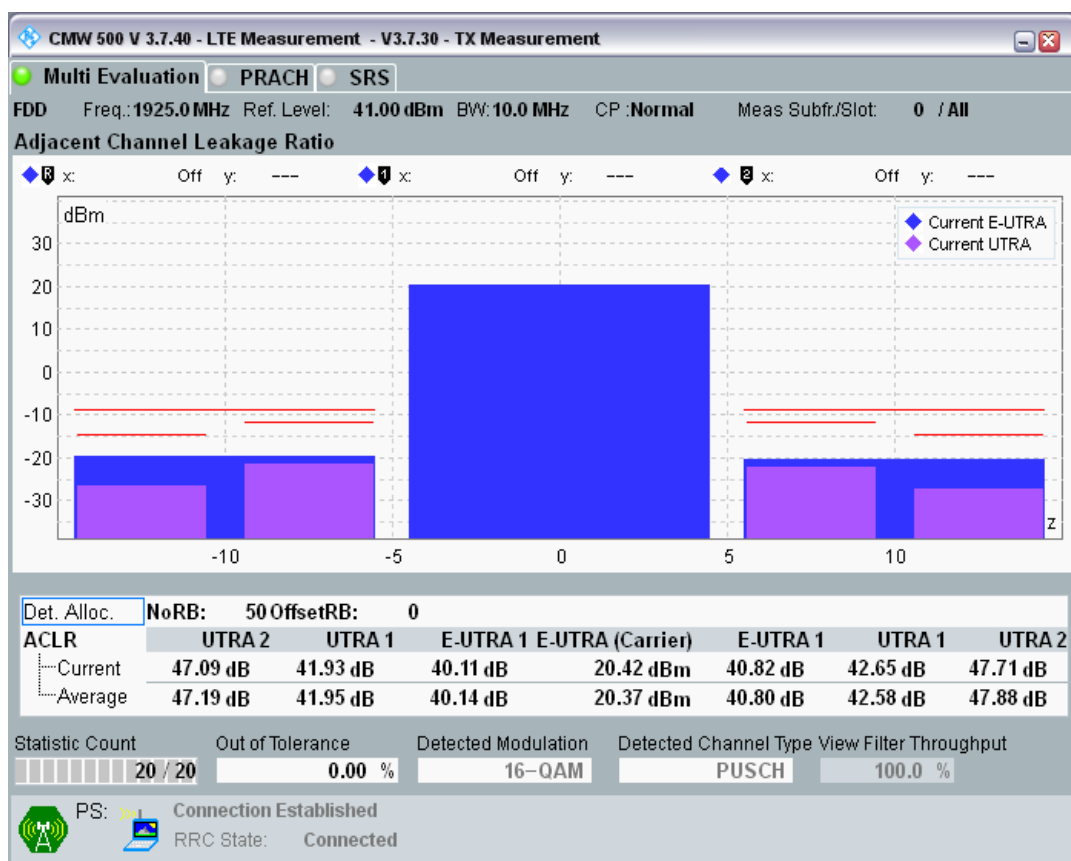 CMW 500 V 3.7.40 - LTE Measurement - V3.7.30 - TX Measurement
Multi Evaluation PRACH SRS
FDD Freq.: 1925.0 MHz Ref. Level: 41.00 dBm BW: 10.0 MHz CP : Normal Meas Subfr./Slot: 0 / All
Adjacent Channel Leakage Ratio
R x: Off y: --- 1 x: Off y: --- 2 x: Off y: ---
dBm
Current E-UTRA
Current UTRA
30
20
10
0
-10
-20
-30
z
-10 -5 0 5 10
Det. Alloc. NoRB: 50 OffsetRB: 0
ACLR UTRA 2 UTRA 1 E-UTRA 1 E-UTRA (Carrier) E-UTRA 1 UTRA 1 UTRA 2
Current 47.09 dB 41.93 dB 40.11 dB 20.42 dBm 40.82 dB 42.65 dB 47.71 dB
Average 47.19 dB 41.95 dB 40.14 dB 20.37 dBm 40.80 dB 42.58 dB 47.88 dB
Statistic Count Out of Tolerance Detected Modulation Detected Channel Type View Filter Throughput
20 / 20 0.00 % 16-QAM PUSCH 100.0 %
PS: Connection Established
RRC State: Connected